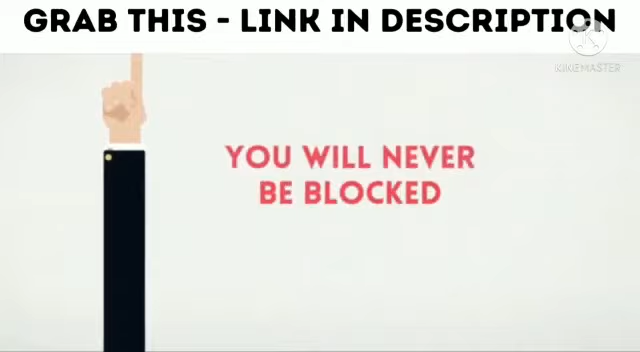 GRAB THIS - LINK IN DESCRIPTION
KINEMASTER
YOU WILL NEVER
BE BLOCKED